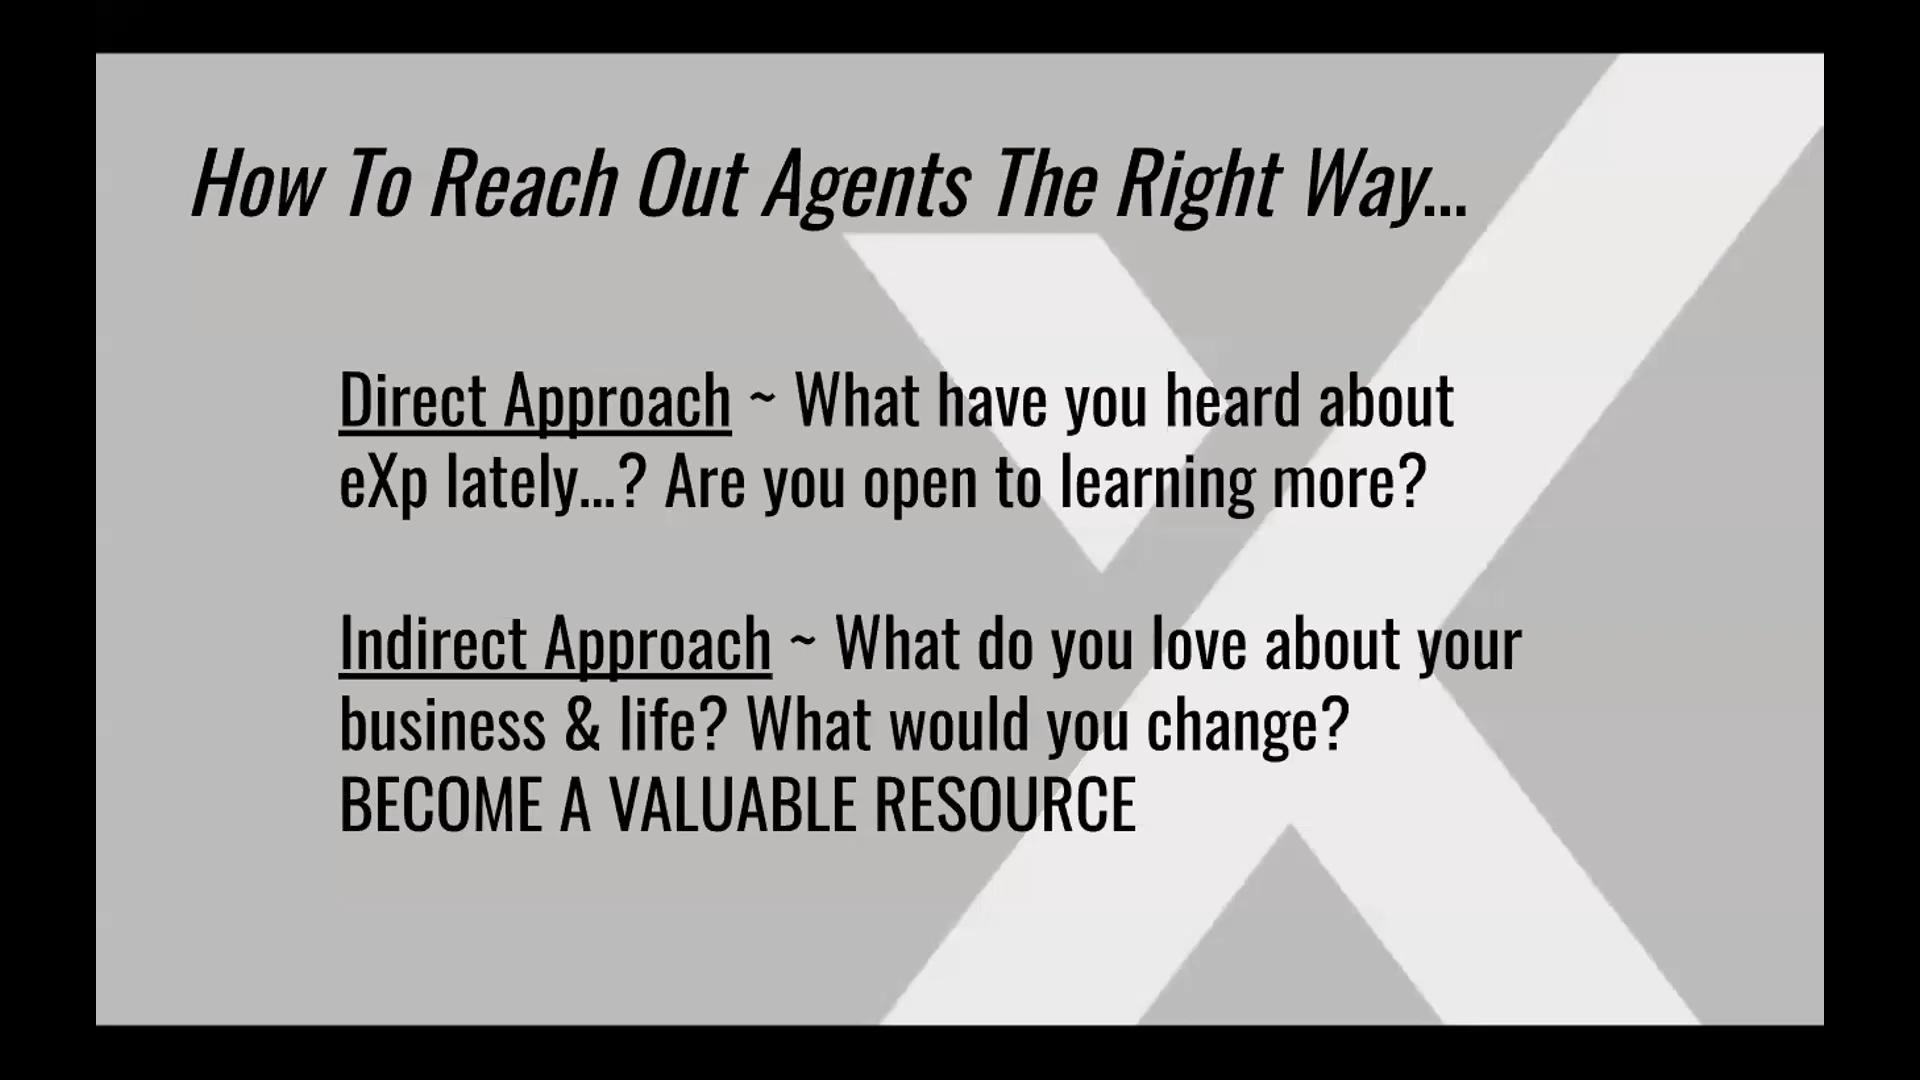 How To Reach Out Agents The Right Way...
Direct Approach ~ What have you heard about
eXp lately...? Are you open to learning more?
Indirect Approach ~ What do you love about your
business & life? What would you change?
BECOME A VALUABLE RESOURCE